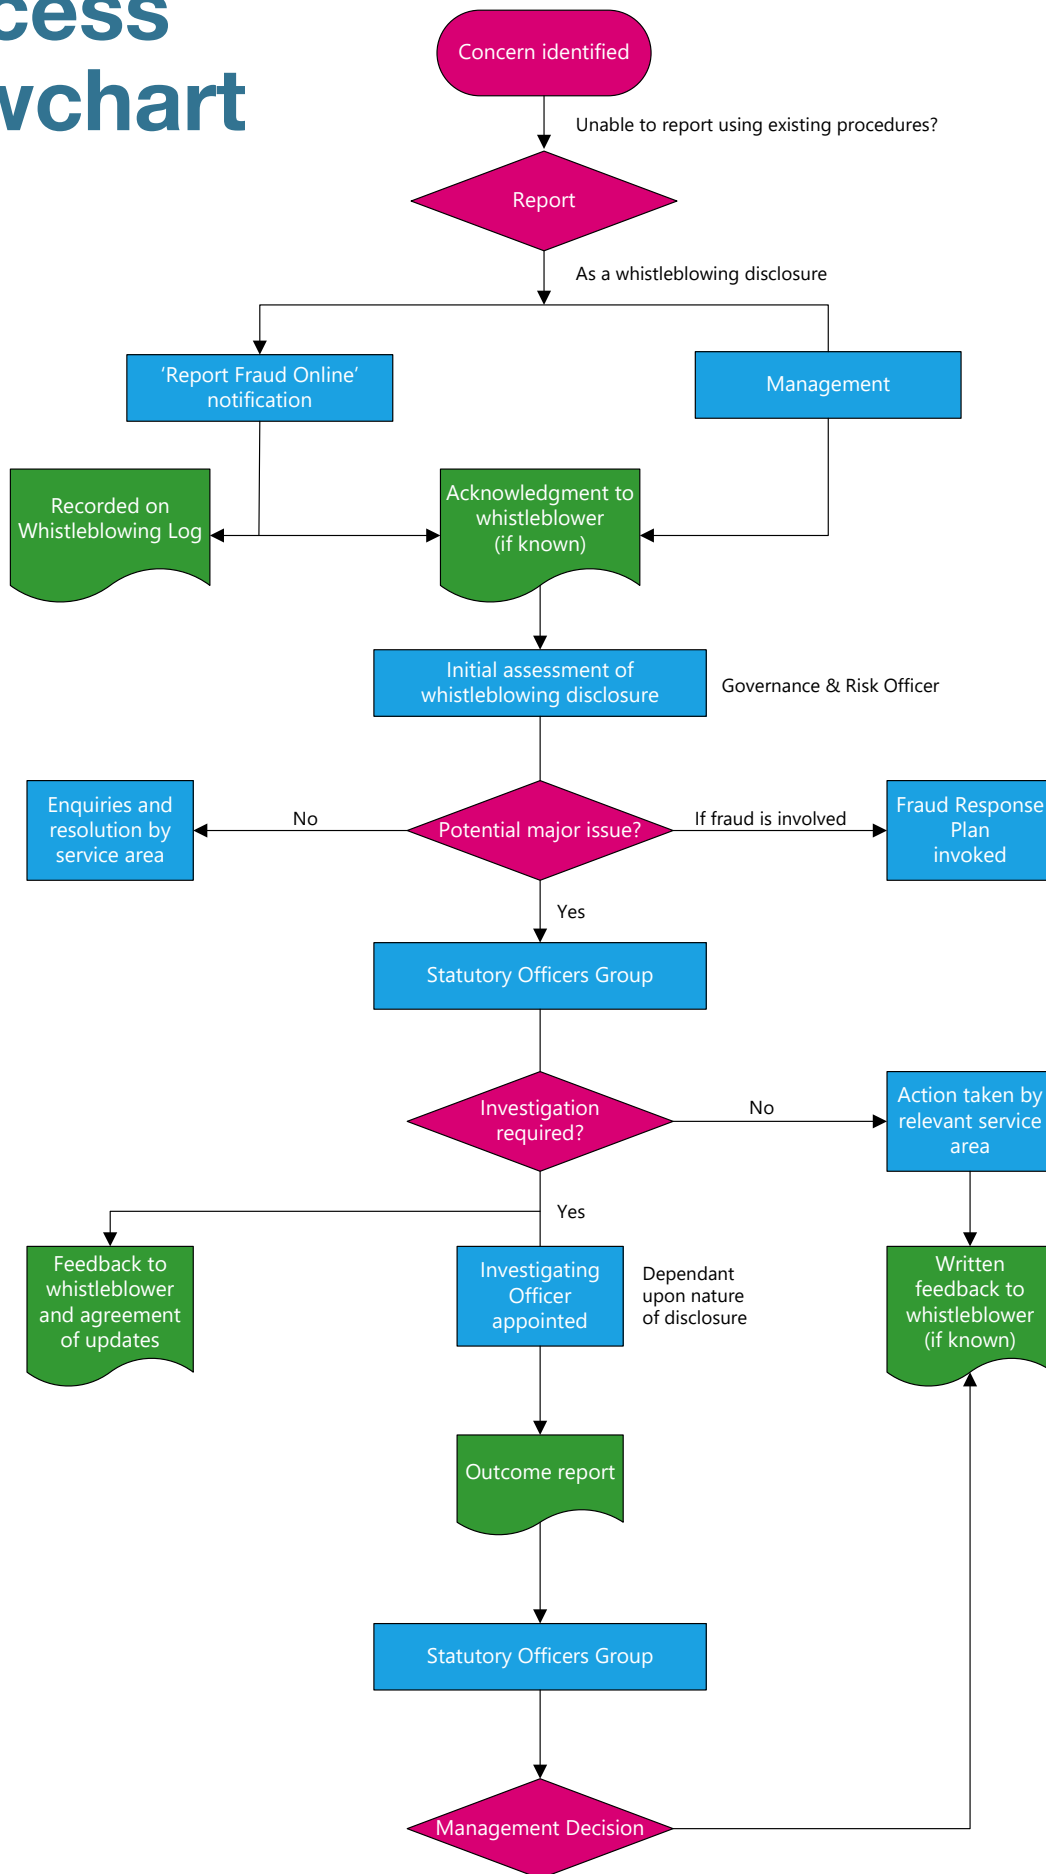 cess
wchart
Concern identified
Unable to report using existing procedures?
Report
As a whistleblowing disclosure
‘Report Fraud Online’
notification
Management
Recorded on
Whistleblowing Log
Acknowledgment to
whistleblower
(if known)
Initial assessment of
whistleblowing disclosure
Governance & Risk Officer
Enquiries and
resolution by
service area
No
Potential major issue?
If fraud is involved
Fraud Response
Plan
invoked
Yes
Statutory Officers Group
Investigation
required?
No
Action taken by
relevant service
area
Yes
Feedback to
whistleblower
and agreement
of updates
Investigating
Officer
appointed
Dependant
upon nature
of disclosure
Written
feedback to
whistleblower
(if known)
Outcome report
Statutory Officers Group
Management Decision